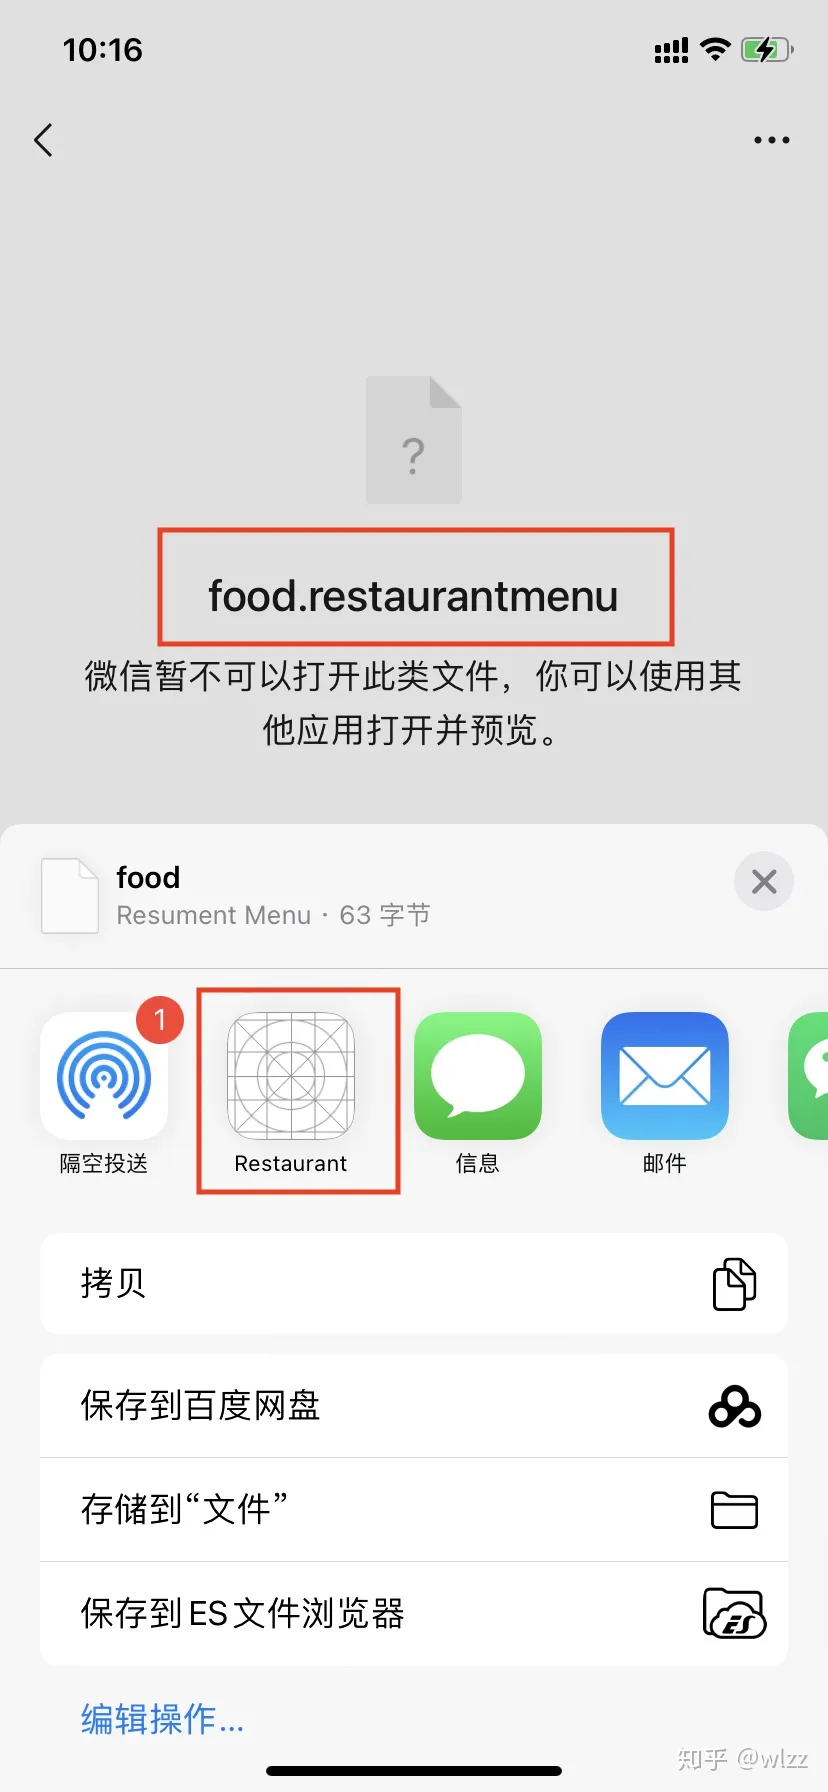 10:16
food.restaurantmenu
微信暂不可以打开此类文件，你可以使用其
他应用打开并预览。
food
Resument Menu · 63 字节
1
隔空投送
Restaurant
信息
邮件
拷贝
保存到百度网盘
存储到“文件”
保存到ES文件浏览器
ES
编辑操作...
知乎 @wlzz